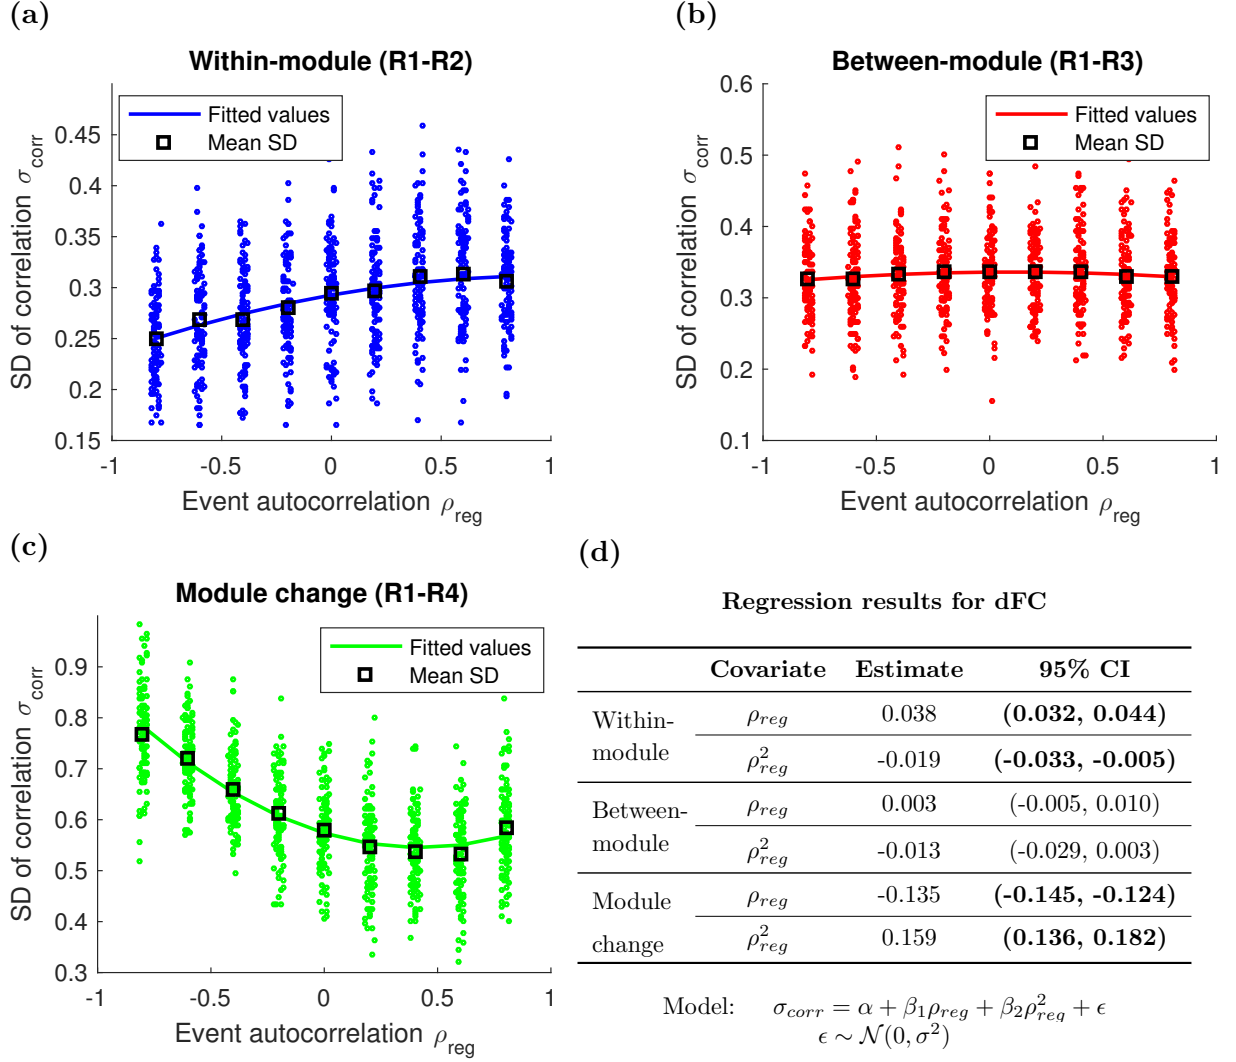 (a)
Within-module (R1-R2)
Fitted values
Mean SD
SD of correlation σcorr
0.45
0.4
0.35
0.3
0.25
0.2
0.15
-1
-0.5
0
0.5
1
Event autocorrelation ρreg
(b)
Between-module (R1-R3)
Fitted values
Mean SD
SD of correlation σcorr
0.6
0.5
0.4
0.3
0.2
0.1
-1
-0.5
0
0.5
1
Event autocorrelation ρreg
(c)
Module change (R1-R4)
Fitted values
Mean SD
SD of correlation σcorr
0.9
0.8
0.7
0.6
0.5
0.4
0.3
-1
-0.5
0
0.5
1
Event autocorrelation ρreg
(d)
Regression results for dFC
Covariate Estimate 95% CI
Within-
module
ρreg 0.038 (0.032, 0.044)
ρ²reg -0.019 (-0.033, -0.005)
Between-
module
ρreg 0.003 (-0.005, 0.010)
ρ²reg -0.013 (-0.029, 0.003)
Module
change
ρreg -0.135 (-0.145, -0.124)
ρ²reg 0.159 (0.136, 0.182)
Model: σcorr = α + β₁ρreg + β₂ρ²reg + ϵ
ϵ ∼ 𝒩(0, σ²)